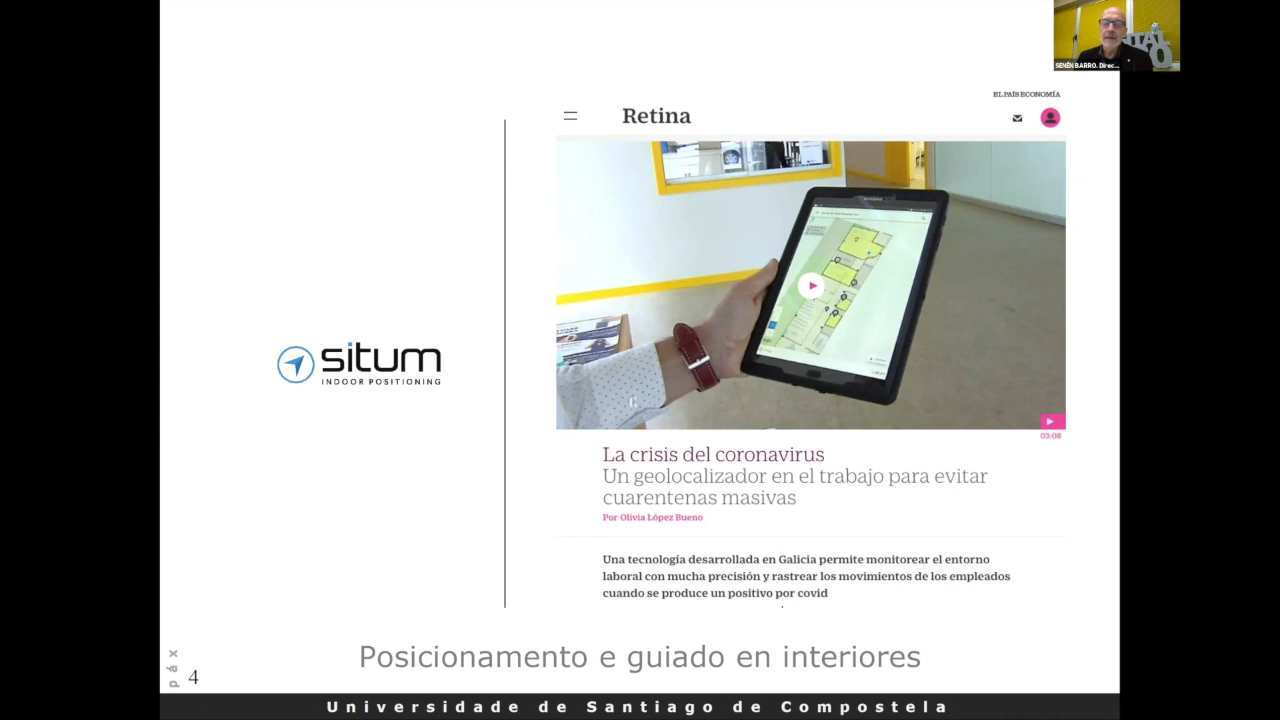 SENÉN BARRO. Direc...
EL PAÍS ECONOMÍA
Retina
situm
INDOOR POSITIONING
03:08
La crisis del coronavirus
Un geolocalizador en el trabajo para evitar
cuarentenas masivas
Por Olivia López Bueno
Una tecnología desarrollada en Galicia permite monitorear el entorno
laboral con mucha precisión y rastrear los movimientos de los empleados
cuando se produce un positivo por covid
Posicionamento e guiado en interiores
páx
4
Universidade de Santiago de Compostela